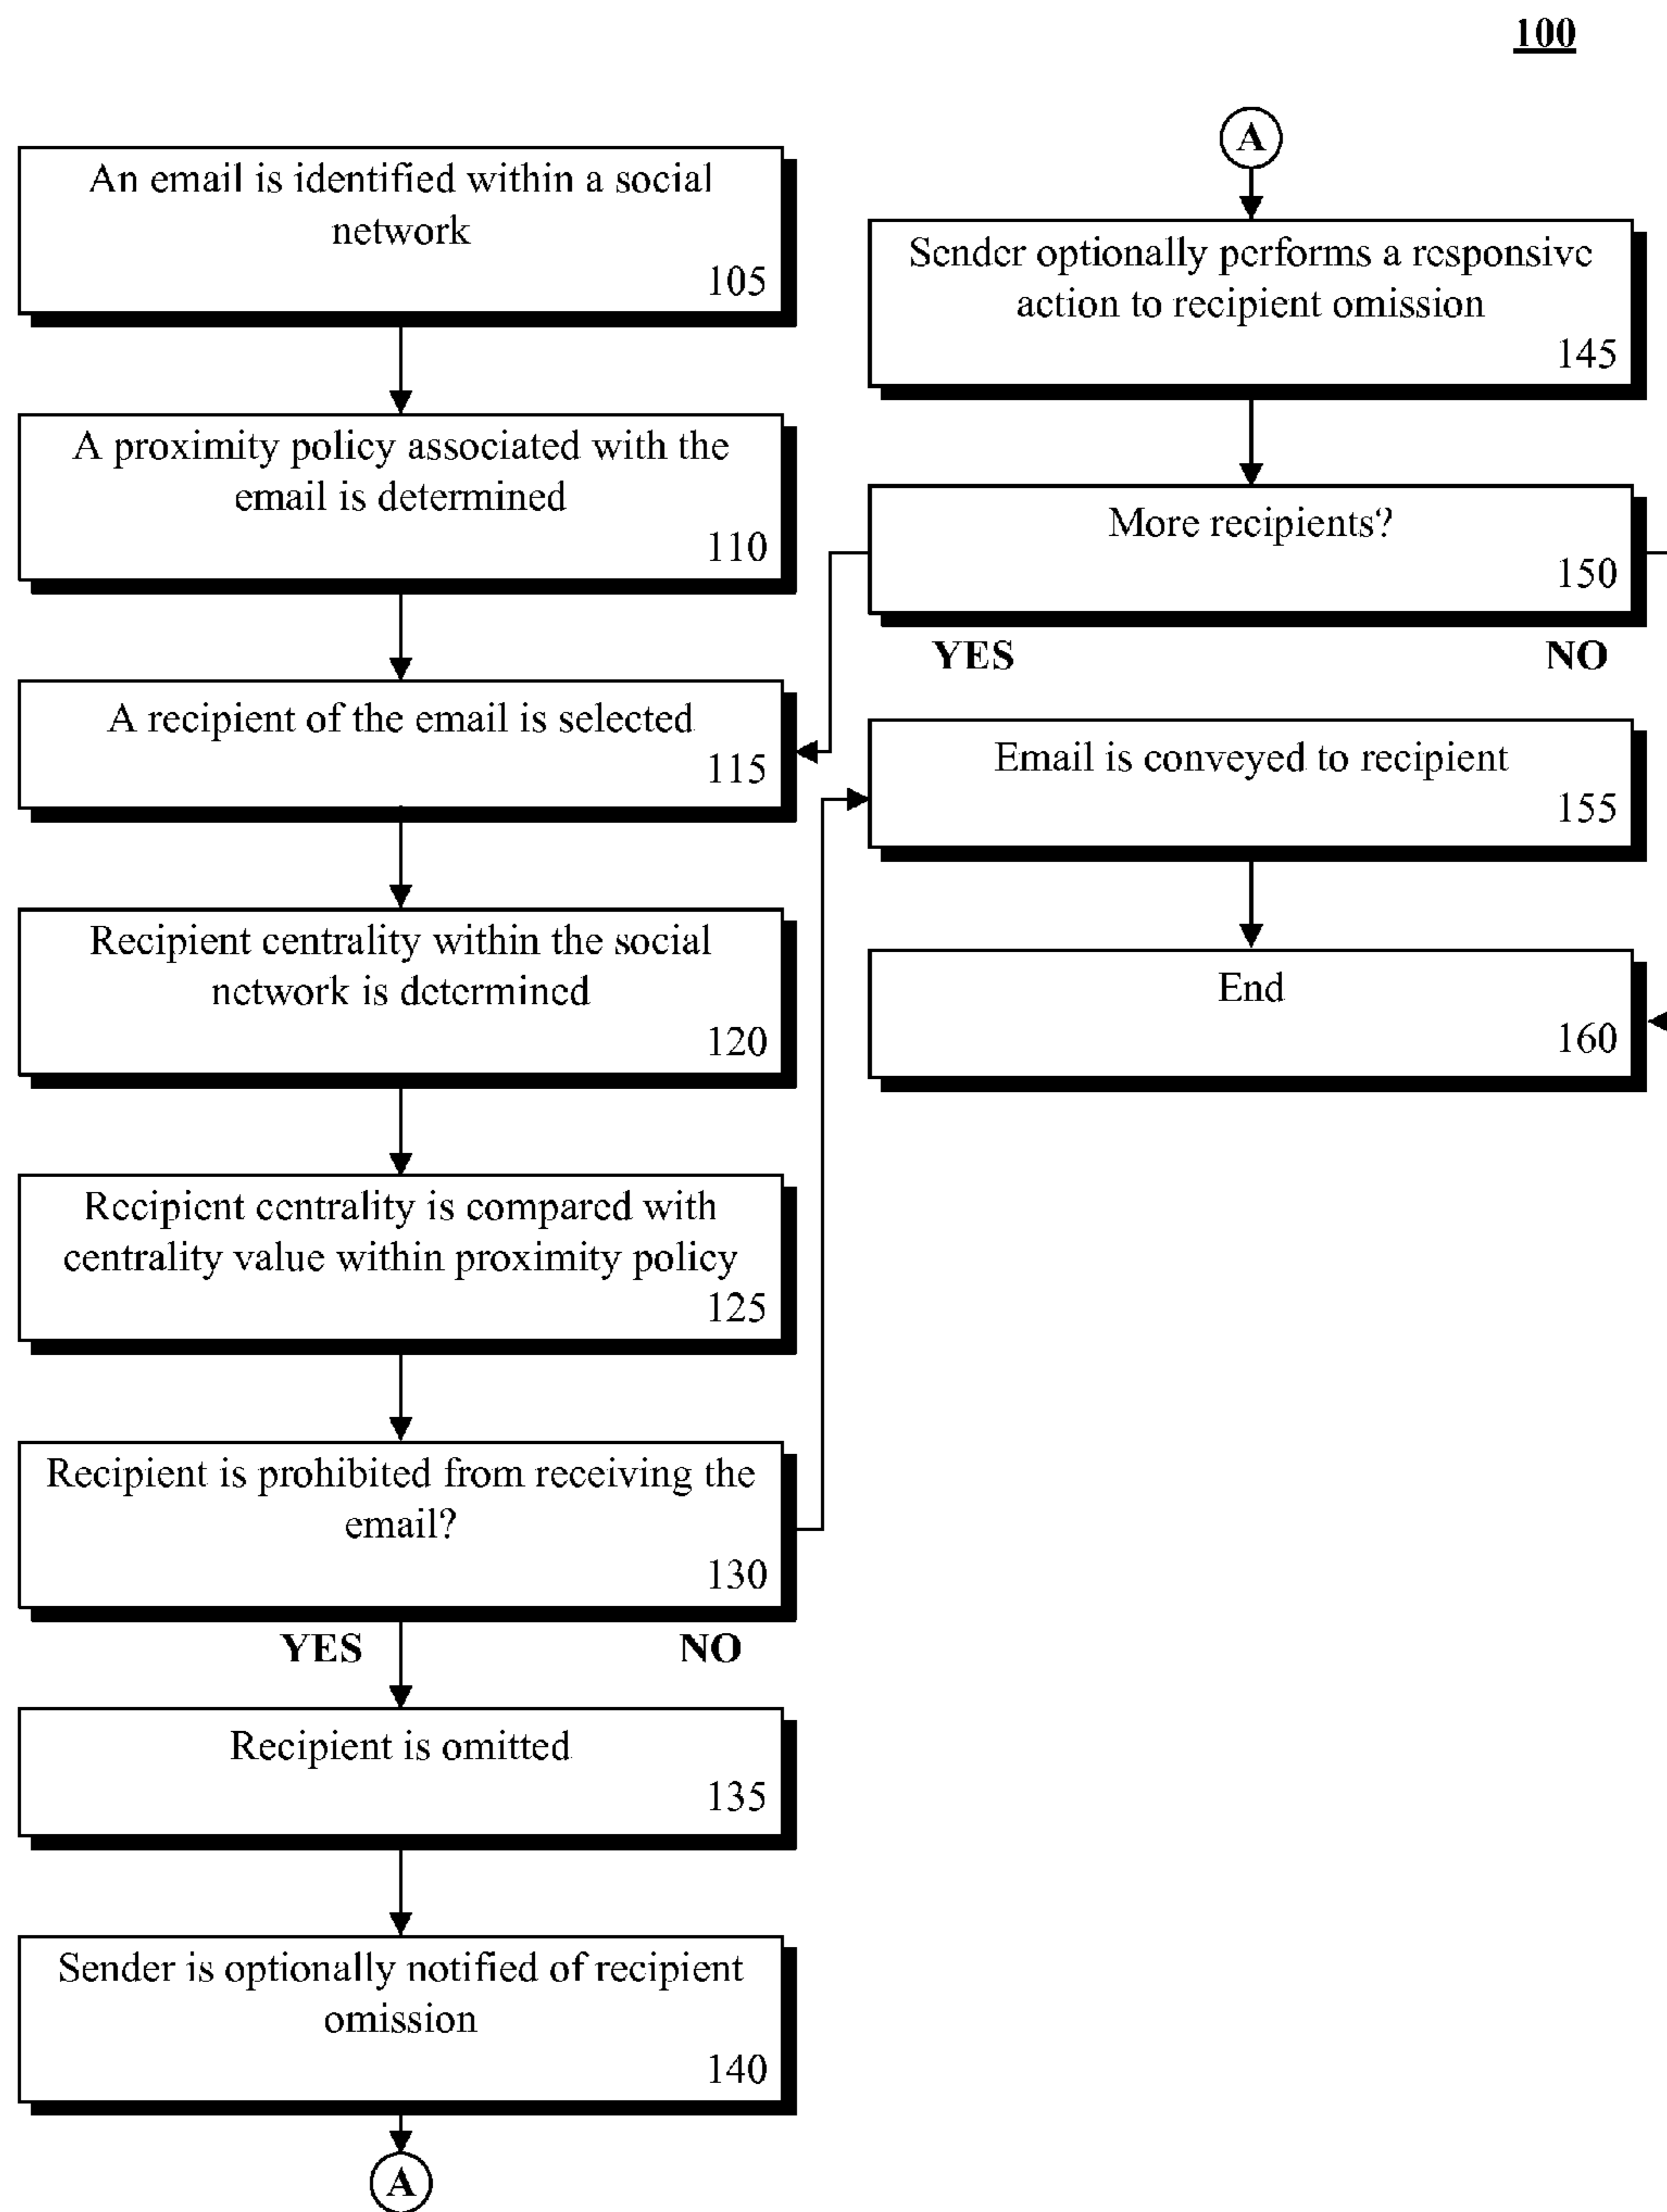 100
An email is identified within a social
network
105
A proximity policy associated with the
email is determined
110
A recipient of the email is selected
115
Recipient centrality within the social
network is determined
120
Recipient centrality is compared with
centrality value within proximity policy
125
Recipient is prohibited from receiving the
email?
130
YES
NO
Recipient is omitted
135
Sender is optionally notified of recipient
omission
140
A
A
Sender optionally performs a responsive
action to recipient omission
145
More recipients?
150
YES
NO
Email is conveyed to recipient
155
End
160